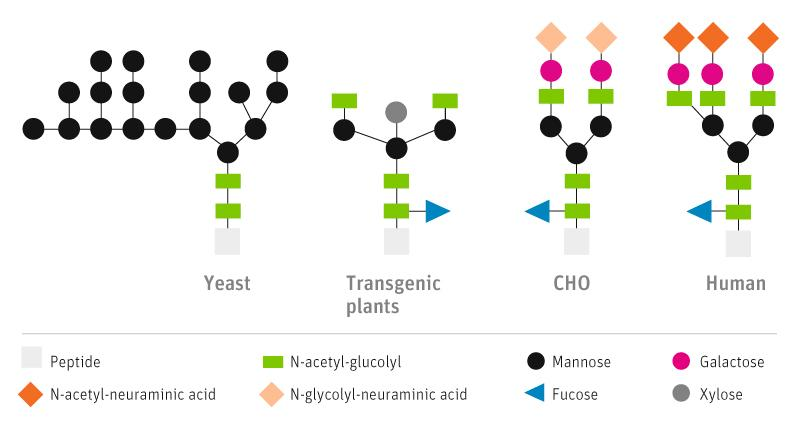 Yeast
Transgenic
plants
CHO
Human
Peptide
N-acetyl-glucolyl
Mannose
Galactose
N-acetyl-neuraminic acid
N-glycolyl-neuraminic acid
Fucose
Xylose